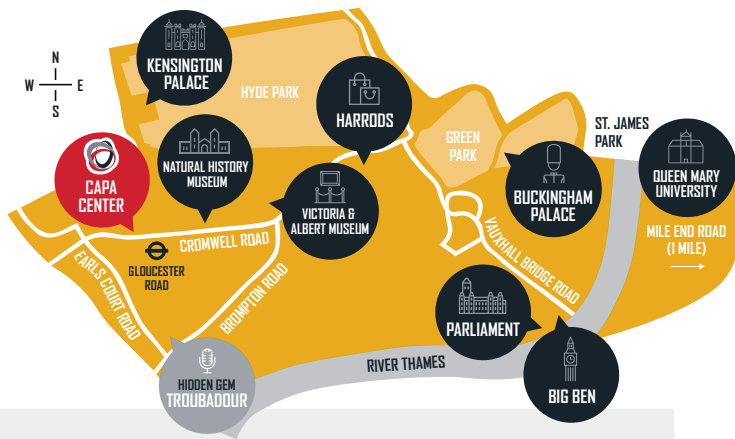 N
W
E
S
KENSINGTON
PALACE
HYDE PARK
HARRODS
CAPA
CENTER
NATURAL HISTORY
MUSEUM
VICTORIA &
ALBERT MUSEUM
GREEN
PARK
ST. JAMES
PARK
BUCKINGHAM
PALACE
QUEEN MARY
UNIVERSITY
MILE END ROAD
(1 MILE)
CROMWELL ROAD
GLOUCESTER
ROAD
EARLS COURT ROAD
BROMPTON ROAD
VAUXHALL BRIDGE ROAD
PARLIAMENT
BIG BEN
RIVER THAMES
HIDDEN GEM
TROUBADOUR